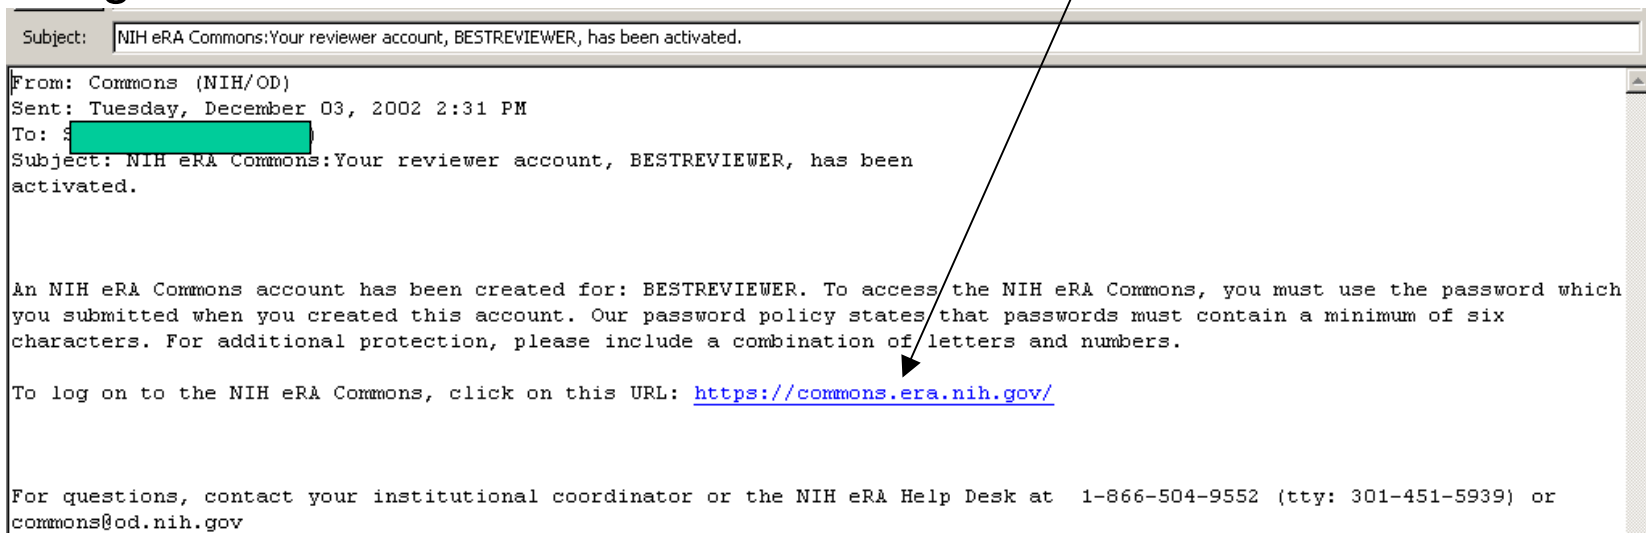 Subject: NIH eRA Commons:Your reviewer account, BESTREVIEWER, has been activated.
From: Commons (NIH/OD)
Sent: Tuesday, December 03, 2002 2:31 PM
To:
Subject: NIH eRA Commons:Your reviewer account, BESTREVIEWER, has been
activated.
An NIH eRA Commons account has been created for: BESTREVIEWER. To access the NIH eRA Commons, you must use the password which
you submitted when you created this account. Our password policy states that passwords must contain a minimum of six
characters. For additional protection, please include a combination of letters and numbers.
To log on to the NIH eRA Commons, click on this URL: https://commons.era.nih.gov/
For questions, contact your institutional coordinator or the NIH eRA Help Desk at  1-866-504-9552 (tty: 301-451-5939) or
commons@od.nih.gov